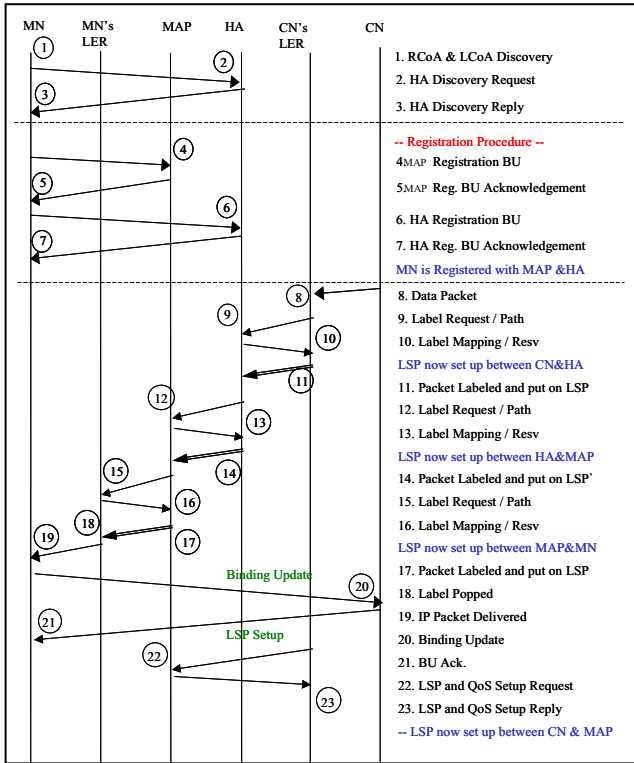 MN
MN's
LER
MAP
HA
CN's
LER
CN
1
2
3
1. RCoA & LCoA Discovery
2. HA Discovery Request
3. HA Discovery Reply
-- Registration Procedure --
4
5
6
7
4MAP Registration BU
5MAP Reg. BU Acknowledgement
6. HA Registration BU
7. HA Reg. BU Acknowledgement
MN is Registered with MAP &HA
8
9
10
11
12
13
14
15
16
17
18
19
Binding Update
20
21
LSP Setup
22
23
8. Data Packet
9. Label Request / Path
10. Label Mapping / Resv
LSP now set up between CN&HA
11. Packet Labeled and put on LSP
12. Label Request / Path
13. Label Mapping / Resv
LSP now set up between HA&MAP
14. Packet Labeled and put on LSP`
15. Label Request / Path
16. Label Mapping / Resv
LSP now set up between MAP&MN
17. Packet Labeled and put on LSP
18. Label Popped
19. IP Packet Delivered
20. Binding Update
21. BU Ack.
22. LSP and QoS Setup Request
23. LSP and QoS Setup Reply
-- LSP now set up between CN & MAP